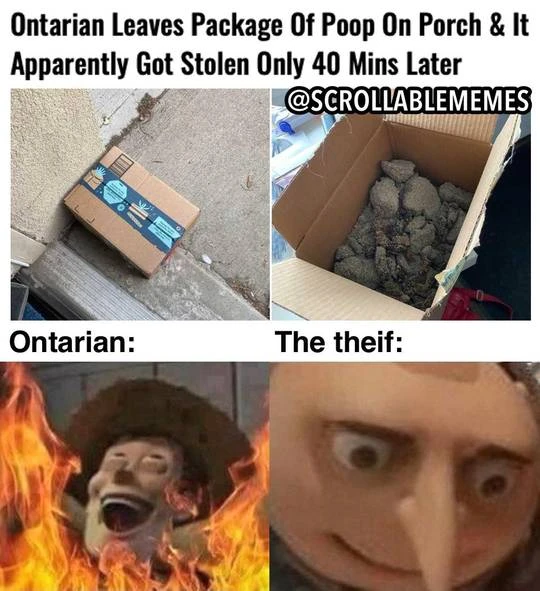 Ontarian Leaves Package Of Poop On Porch & It
Apparently Got Stolen Only 40 Mins Later
@SCROLLABLEMEMES
Ontarian:
The theif: